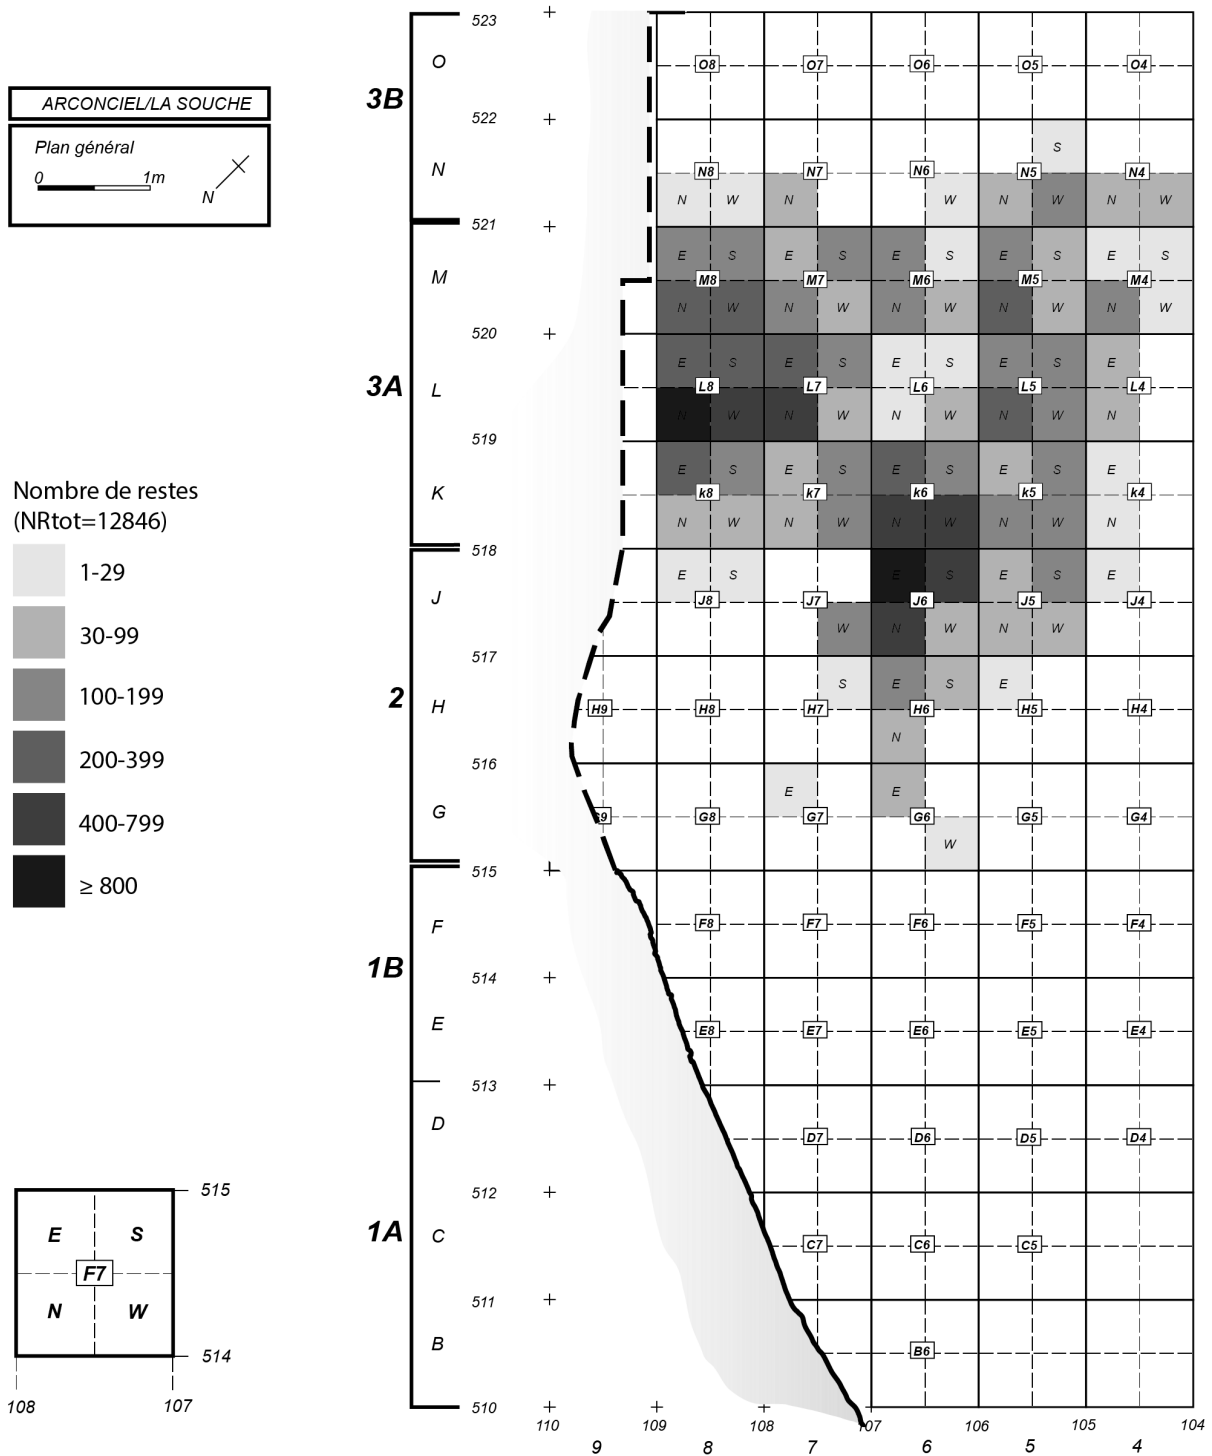 ARCONCIEL/LA SOUCHE
Plan général
0 1m
N
Nombre de restes
(NRtot=12846)
1-29
30-99
100-199
200-399
400-799
≥ 800
E S
F7
N W
515
514
108 107
3B
3A
2
1B
1A
O
N
M
L
K
J
H
G
F
E
D
C
B
523
522
521
520
519
518
517
516
515
514
513
512
511
510
O8 O7 O6 O5 O4
S
N8 N7 N6 N5 N4
N W N W N W N W
E S E S E S E S E S
M8 M7 M6 M5 M4
N W N W N W N W N W
E S E S E S E S E
L8 L7 L6 L5 L4
N W N W N W N W N
E S E S E S E S E
k8 k7 k6 k5 k4
N W N W N W N W N
E S E S E S E
J8 J7 J6 J5 J4
W N W N W
S E S E
H9 H8 H7 H6 H5 H4
N
E E
G9 G8 G7 G6 G5 G4
W
F8 F7 F6 F5 F4
E8 E7 E6 E5 E4
D7 D6 D5 D4
C7 C6 C5
B6
110 109 108 107 106 105 104
9 8 7 6 5 4